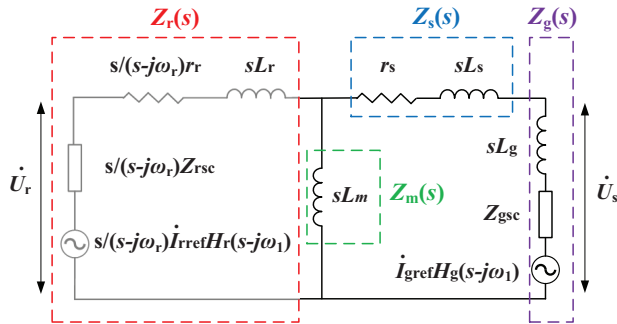 Zr(s) Zs(s) Zg(s)
s/(s-jωr)rr sLr rs sLs
sLg
U̇r s/(s-jωr)Zrsc sLm Zm(s) U̇s
Zgsc
s/(s-jωr)İrrefHr(s-jω1) İgrefHg(s-jω1)